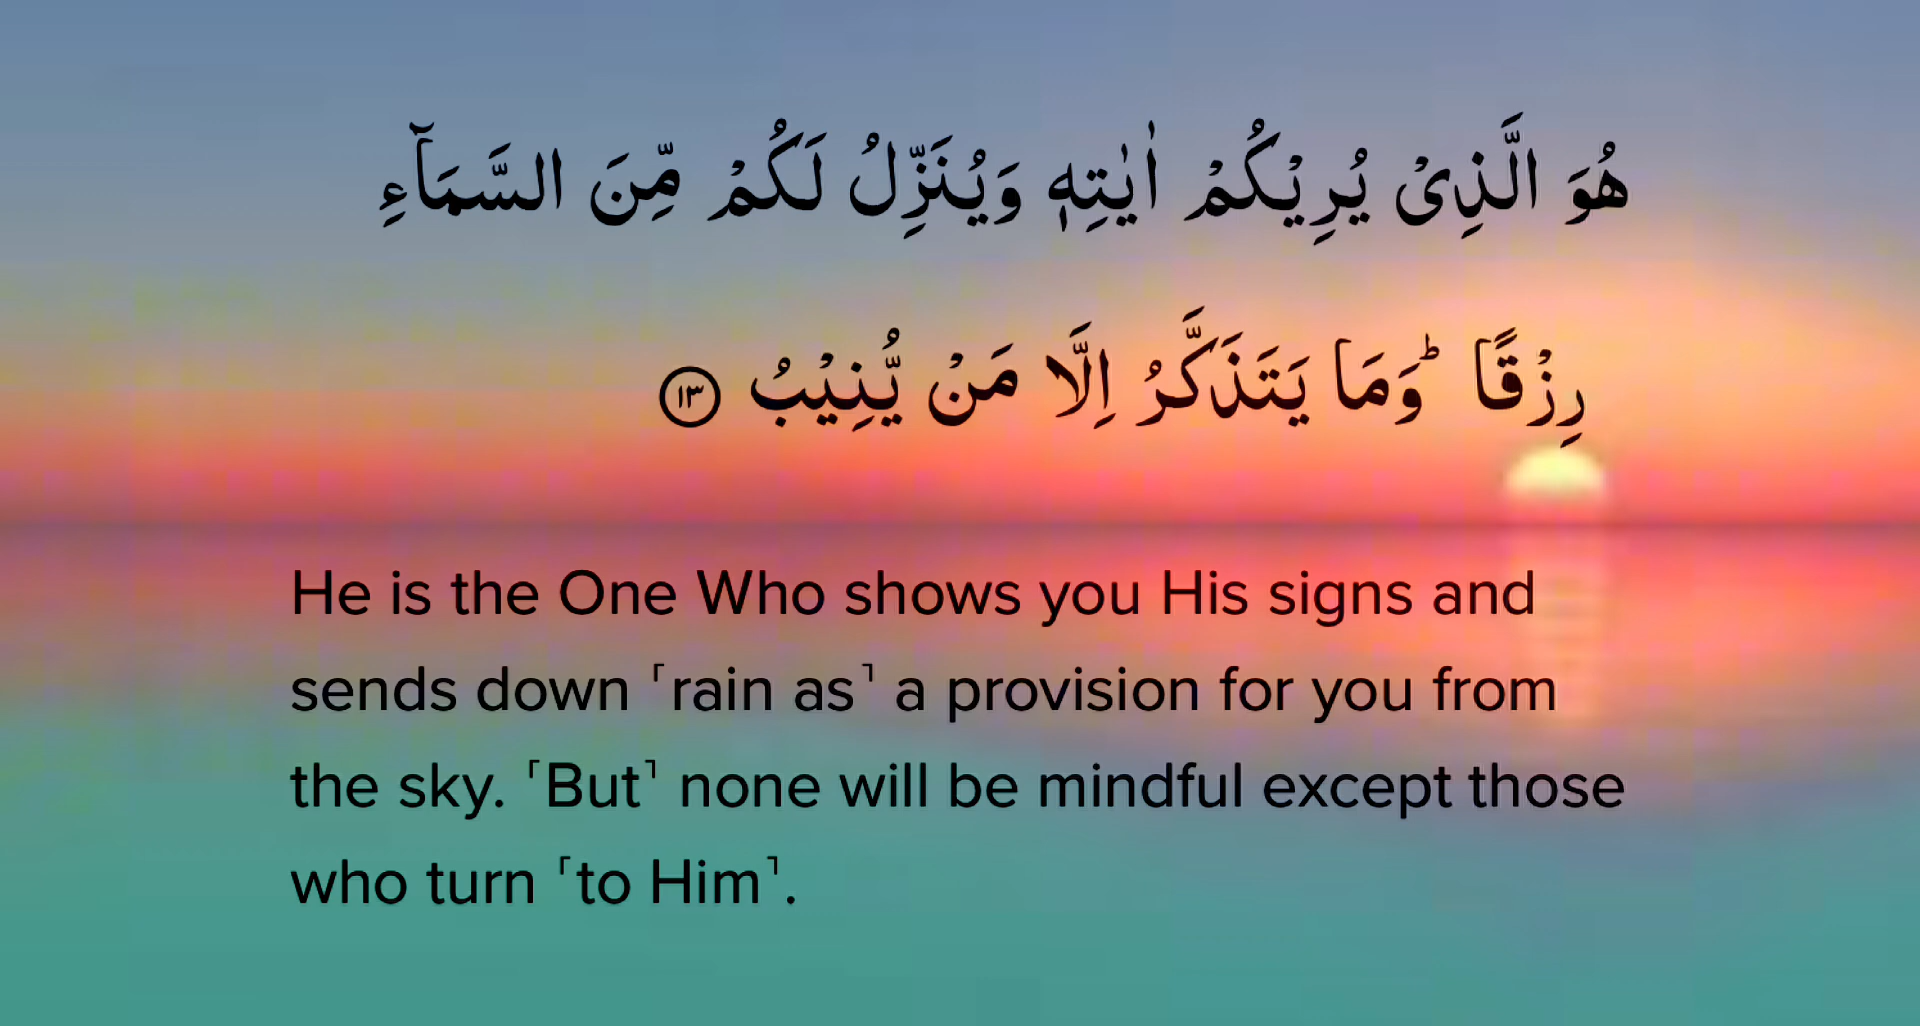 هُوَ الَّذِىْ يُرِيْكُمْ اٰيٰتِهٖ وَيُنَزِّلُ لَكُمْ مِّنَ السَّمَآءِ
رِزْقًا ؕ وَمَا يَتَذَكَّرُ اِلَّا مَنْ يُّنِيْبُ ١٣
He is the One Who shows you His signs and
sends down ˹rain as˺ a provision for you from
the sky. ˹But˺ none will be mindful except those
who turn ˹to Him˺.